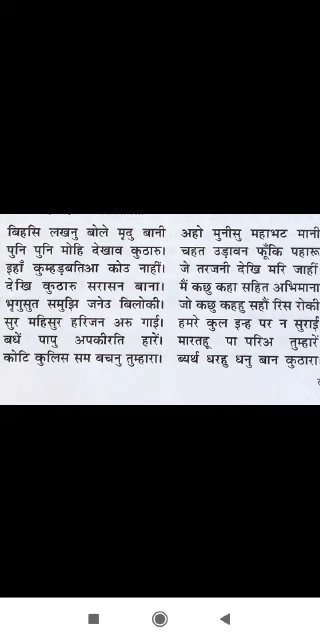 बिहसि लखनु बोले मृदु बानी अहो मुनीसु महाभट मानी
पुनि पुनि मोहि देखाव कुठारू। चहत उड़ावन फूँकि पहारू
इहाँ कुम्हड़बतिआ कोउ नाहीं। जे तरजनी देखि मरि जाहीं
देखि कुठारु सरासन बाना। मैं कछु कहा सहित अभिमाना
भृगुसुत समुझि जनेउ बिलोकी। जो कछु कहहु सहौं रिस रोकी
सुर महिसुर हरिजन अरु गाई। हमरे कुल इन्ह पर न सुराई
बधें पापु अपकीरति हारें। मारतहू पा परिअ तुम्हारें
कोटि कुलिस सम बचनु तुम्हारा। ब्यर्थ धरहु धनु बान कुठारा